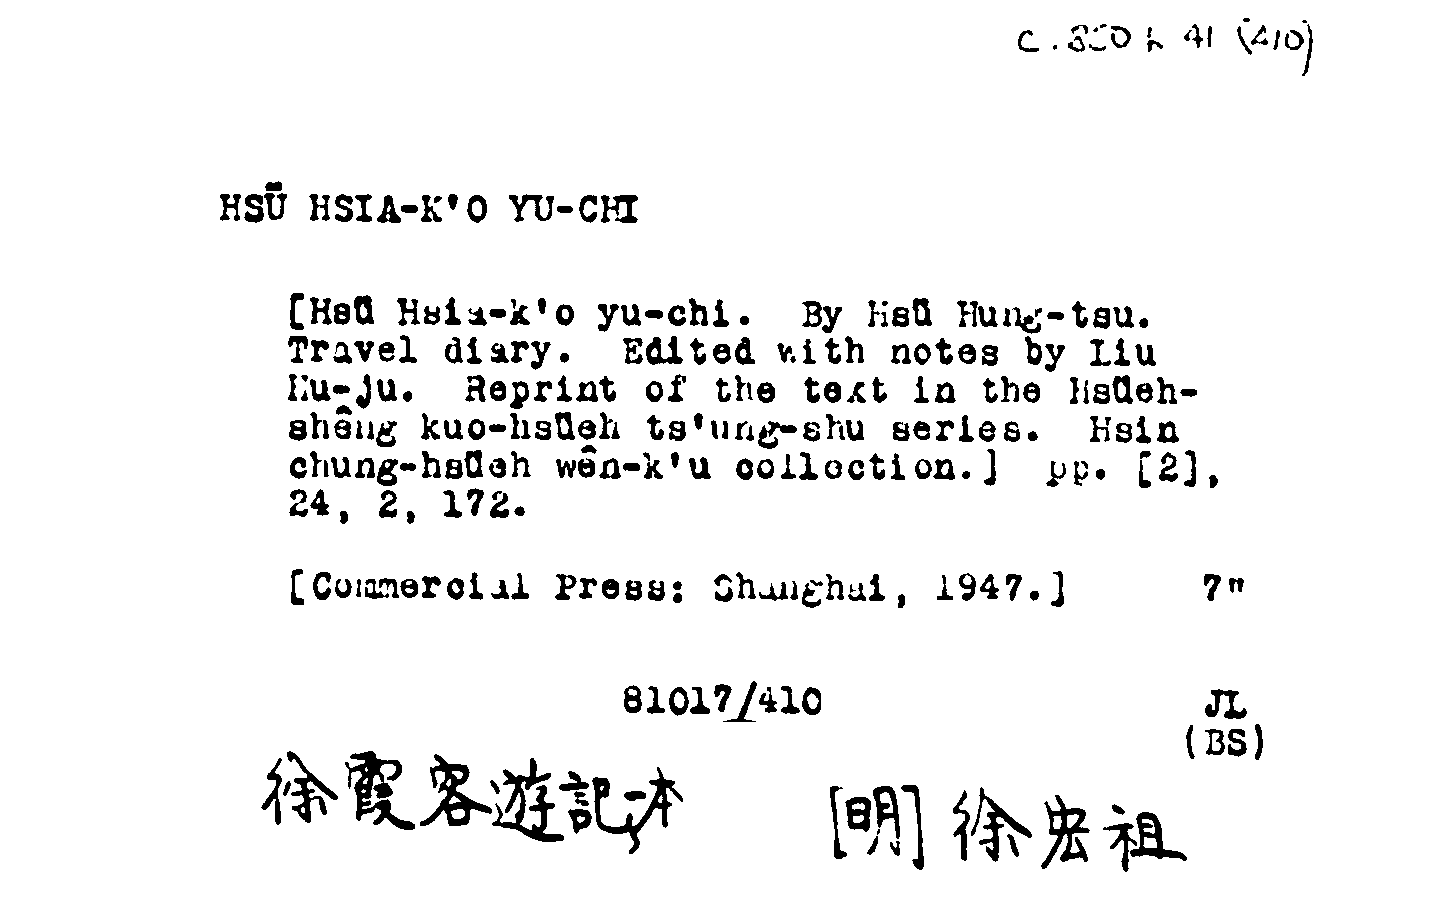 C.850 h 41 (410)
HSÜ HSIA-K'O YU-CHI
[Hsü Hsia-k'o yu-chi. By Hsü Hung-tsu.
Travel diary. Edited with notes by Liu
Hu-ju. Reprint of the text in the Hsüeh-
shêng kuo-hsüeh ts'ung-shu series. Hsin
chung-hsüeh wên-k'u collection.] pp. [2],
24, 2, 172.
[Commercial Press: Shanghai, 1947.] 7"
81017/410
JL
(BS)
徐霞客遊記一本
[明]徐宏祖